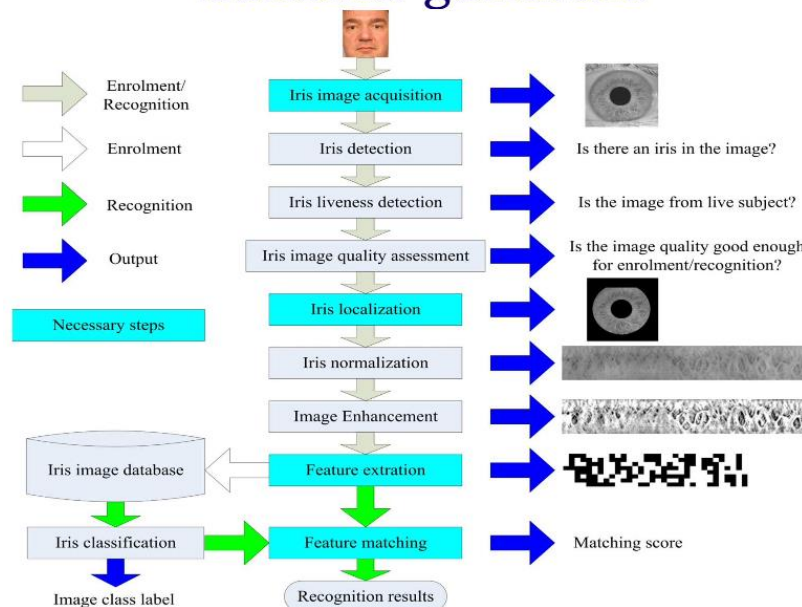 Enrolment/
Recognition
Enrolment
Recognition
Output
Necessary steps
Iris image acquisition
Iris detection
Is there an iris in the image?
Iris liveness detection
Is the image from live subject?
Iris image quality assessment
Is the image quality good enough
for enrolment/recognition?
Iris localization
Iris normalization
Image Enhancement
Iris image database
Feature extration
Iris classification
Feature matching
Matching score
Image class label
Recognition results